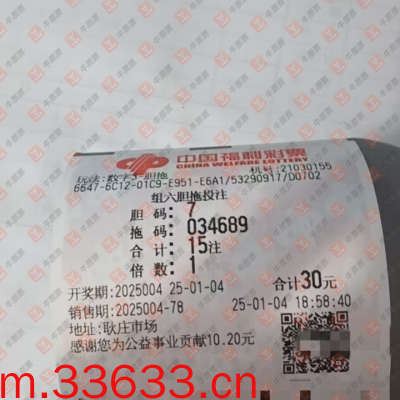 中国福利彩票
CHINA WELFARE LOTTERY
玩法:数字3-胆拖 机号:21030155
6647-6C12-01C9-E951-E6A1/53290917/D0702
组六胆拖投注
胆码:7
拖码:034689
合计:15注
倍数:1
开奖期:2025004 25-01-04 合计30元
销售期:2025004-78 25-01-04 18:58:40
地址:耿庄市场
感谢您为公益事业贡献10.20元
m.33633.cn